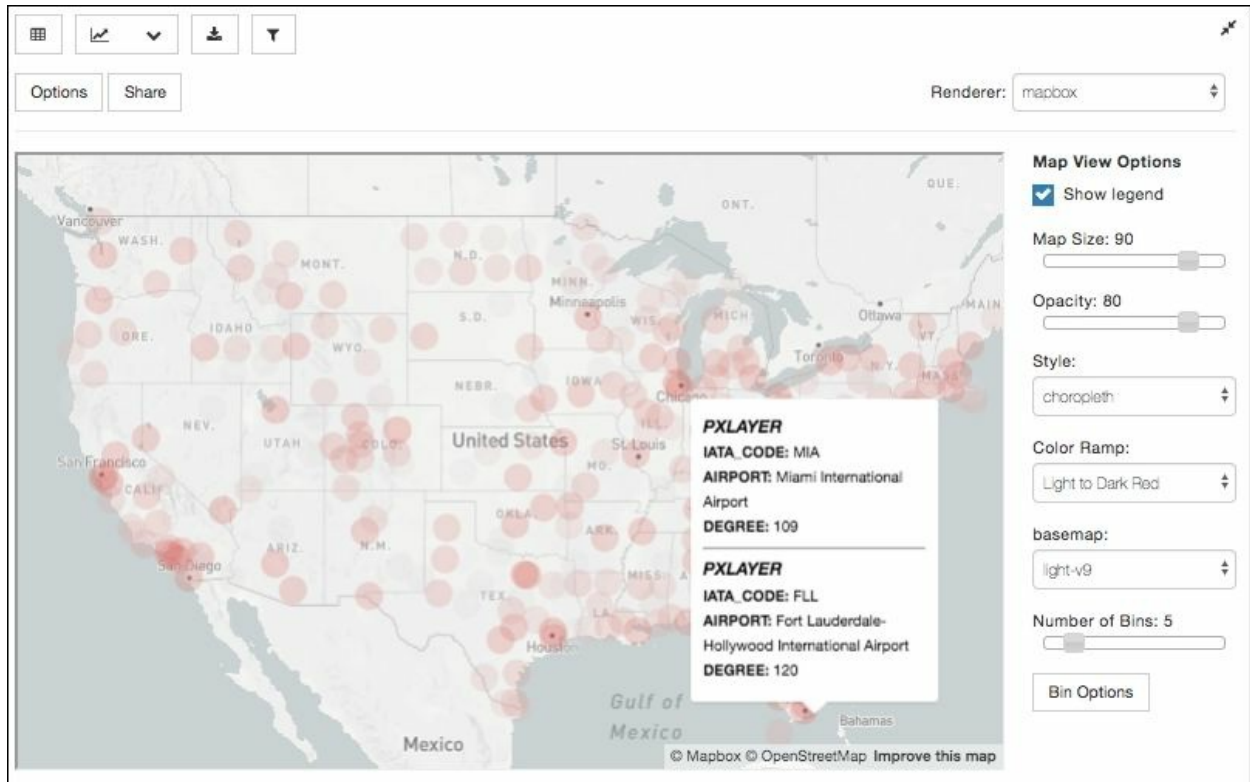 Options
Share
Renderer:
mapbox
Map View Options
Show legend
Map Size: 90
Opacity: 80
Style:
choropleth
Color Ramp:
Light to Dark Red
basemap:
light-v9
Number of Bins: 5
Bin Options
QUE.
ONT.
Vancouver
WASH.
MONT.
N.D.
MINN.
Minneapolis
Ottawa
MAIN
S.D.
WIS.
MICH
VT.
ORE.
IDAHO
WYO.
Toronto
N.Y.
MASS
NEBR.
IOWA
Chicago
NEV.
UTAH
COLO.
United States
ILL.
St. Louis
San Francisco
MO.
CALIF.
OKLA.
ARK.
ARIZ.
N.M.
San Diego
MISS.
A
TEX.
LA.
Houston
PXLAYER
IATA_CODE: MIA
AIRPORT: Miami International
Airport
DEGREE: 109
PXLAYER
IATA_CODE: FLL
AIRPORT: Fort Lauderdale-
Hollywood International Airport
DEGREE: 120
Gulf of
Mexico
Bahamas
Mexico
© Mapbox © OpenStreetMap Improve this map